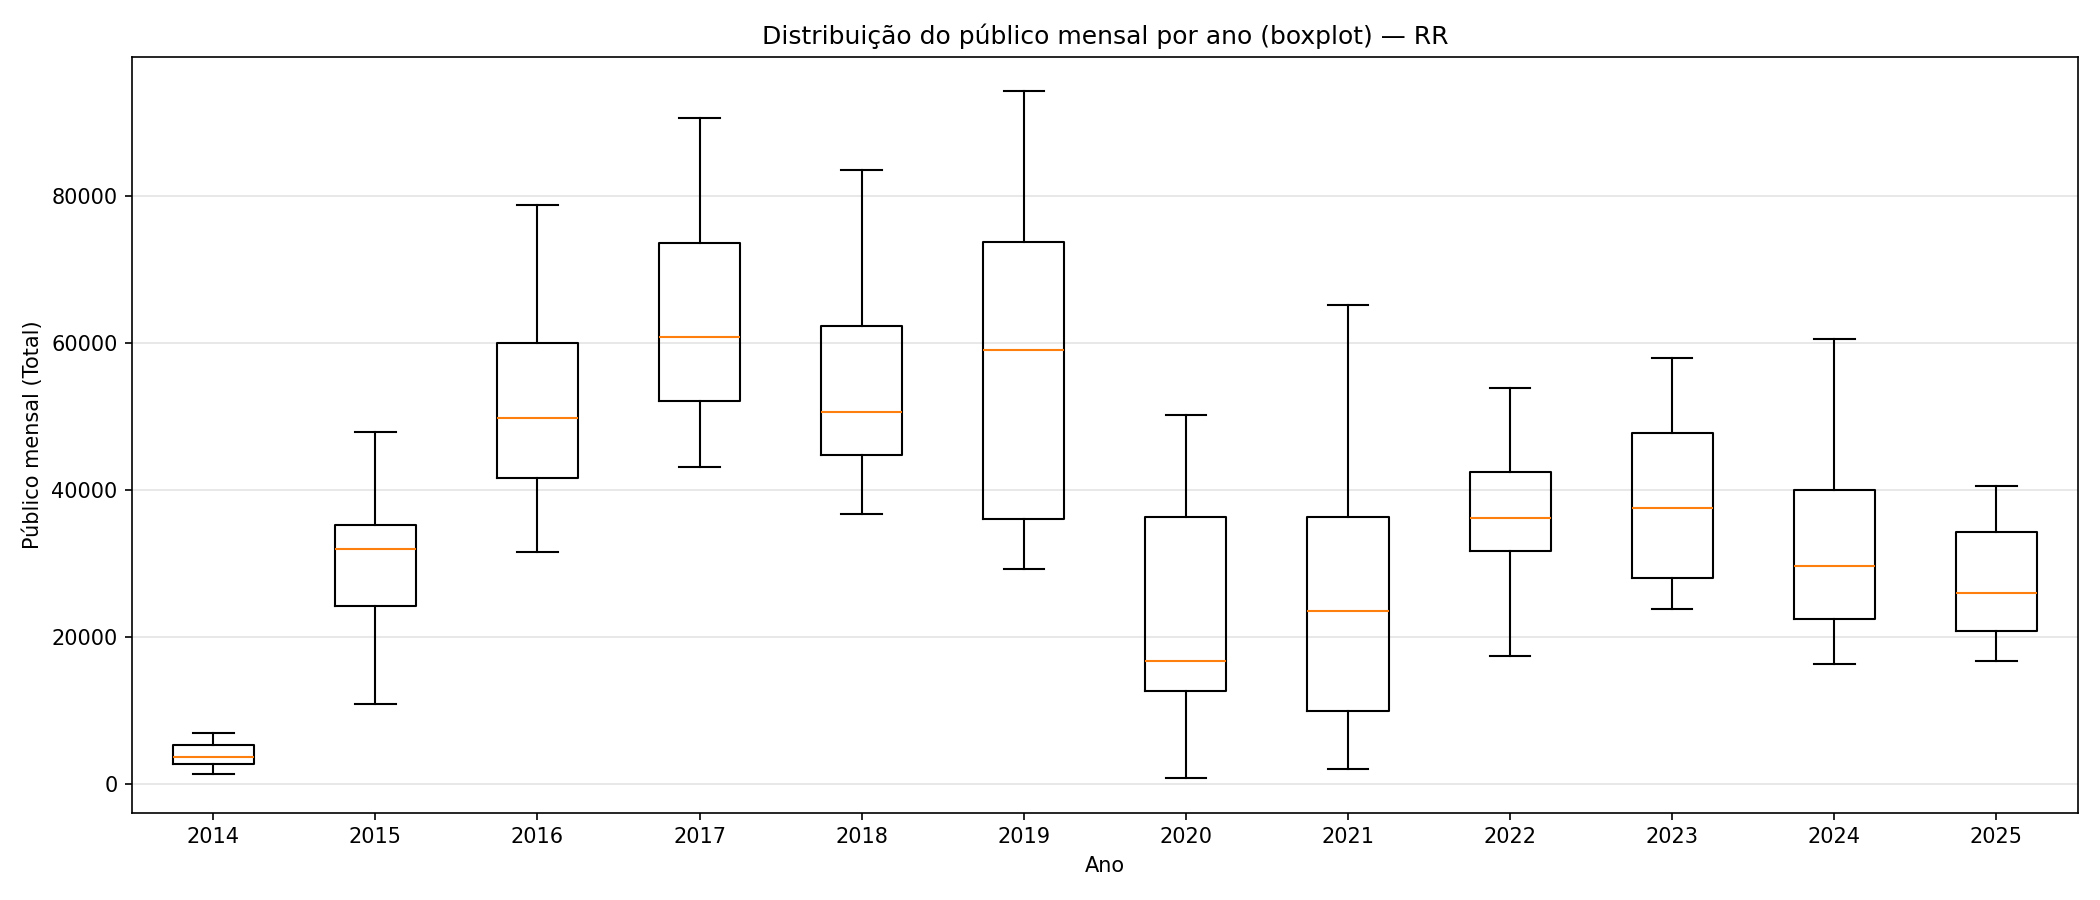 Distribuição do público mensal por ano (boxplot) — RR
Público mensal (Total)
80000
60000
40000
20000
0
2014 2015 2016 2017 2018 2019 2020 2021 2022 2023 2024 2025
Ano